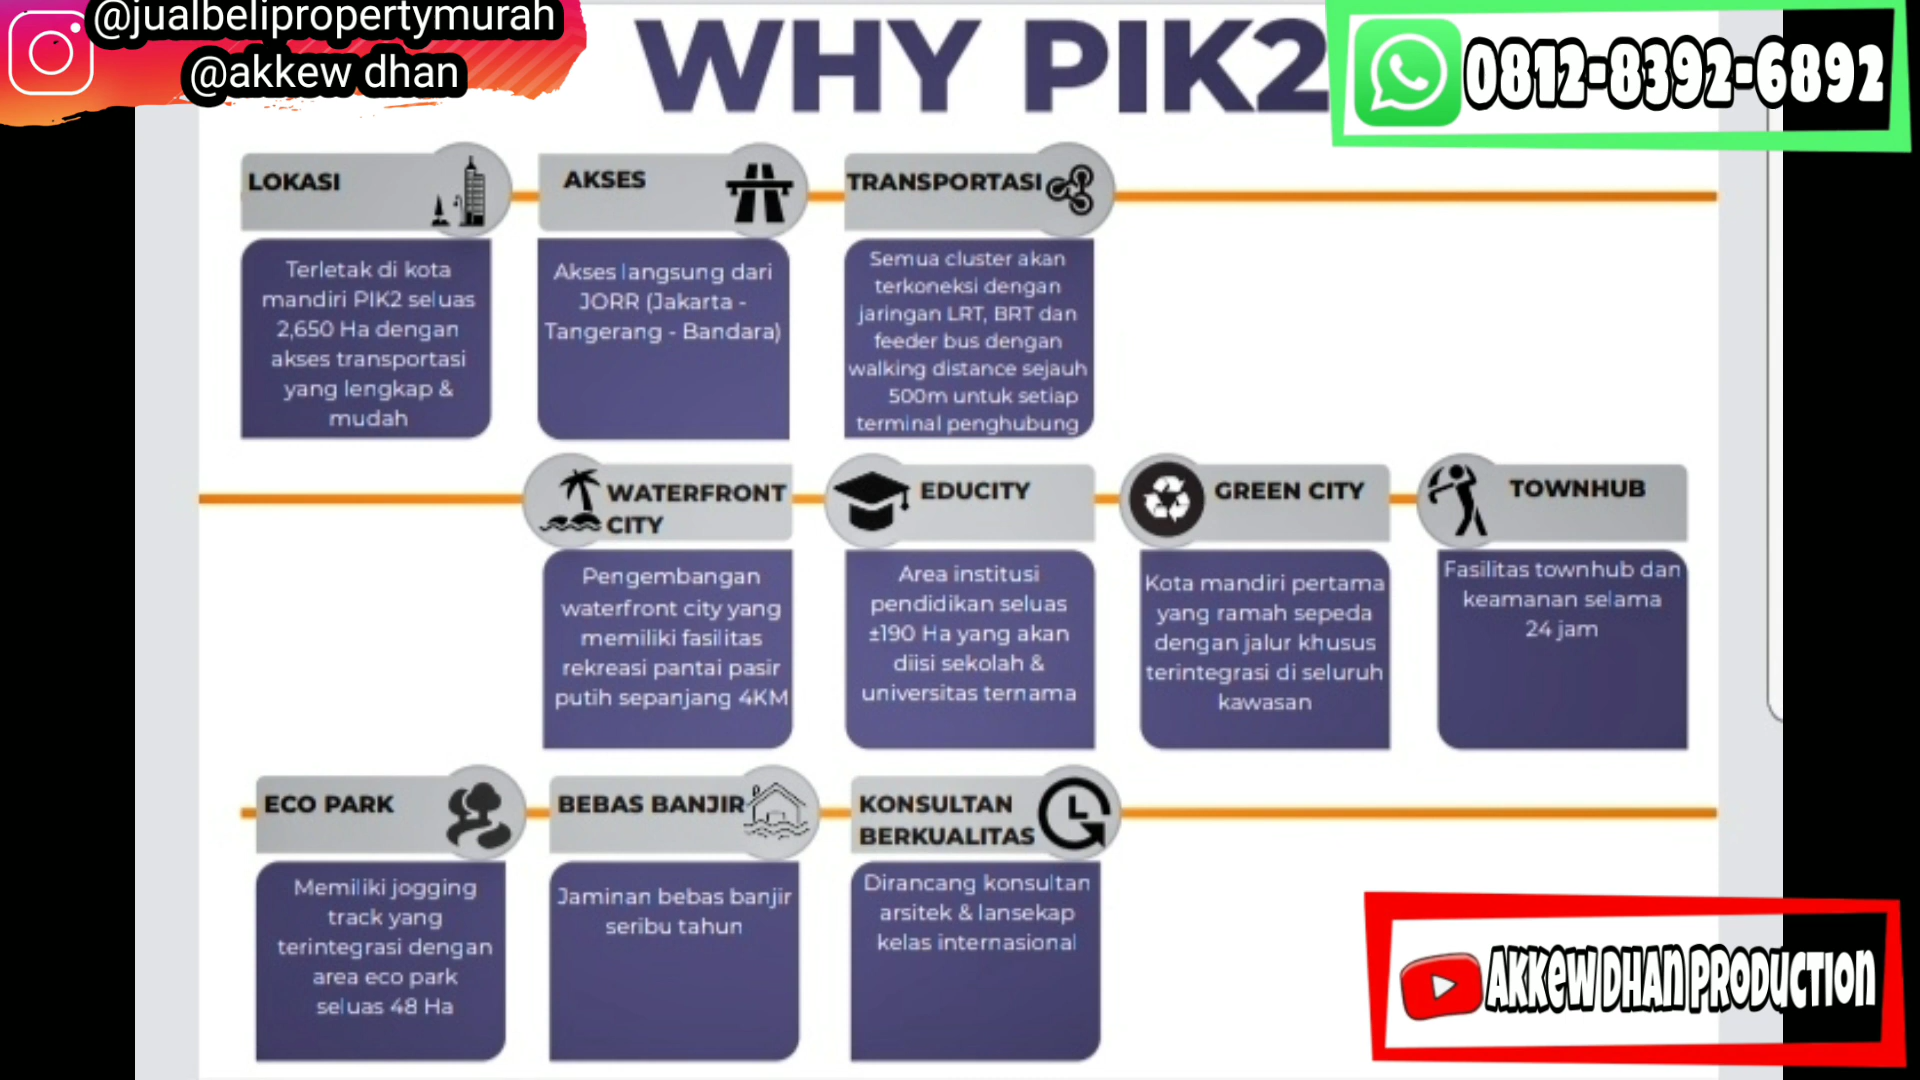 @jualbelipropertymurah
@akkew dhan
WHY PIK2
0812-8392-6892
LOKASI
Terletak di kota
mandiri PIK2 seluas
2,650 Ha dengan
akses transportasi
yang lengkap &
mudah
AKSES
Akses langsung dari
JORR (Jakarta -
Tangerang - Bandara)
TRANSPORTASI
Semua cluster akan
terkoneksi dengan
jaringan LRT, BRT dan
feeder bus dengan
walking distance sejauh
500m untuk setiap
terminal penghubung
WATERFRONT
CITY
Pengembangan
waterfront city yang
memiliki fasilitas
rekreasi pantai pasir
putih sepanjang 4KM
EDUCITY
Area institusi
pendidikan seluas
±190 Ha yang akan
diisi sekolah &
universitas ternama
GREEN CITY
Kota mandiri pertama
yang ramah sepeda
dengan jalur khusus
terintegrasi di seluruh
kawasan
TOWNHUB
Fasilitas townhub dan
keamanan selama
24 jam
ECO PARK
Memiliki jogging
track yang
terintegrasi dengan
area eco park
seluas 48 Ha
BEBAS BANJIR
Jaminan bebas banjir
seribu tahun
KONSULTAN
BERKUALITAS
Dirancang konsultan
arsitek & lansekap
kelas internasional
AKKEW DHAN PRODUCTION